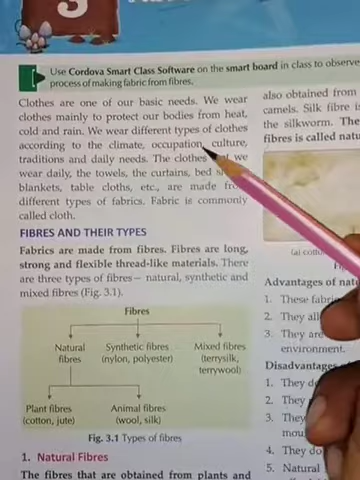 3
Use Cordova Smart Class Software on the smart board in class to observe
process of making fabric from fibres.
Clothes are one of our basic needs. We wear
clothes mainly to protect our bodies from heat,
cold and rain. We wear different types of clothes
according to the climate, occupation, culture,
traditions and daily needs. The clothes we
wear daily, the towels, the curtains, bed
blankets, table cloths, etc., are made from
different types of fabrics. Fabric is commonly
called cloth.
FIBRES AND THEIR TYPES
Fabrics are made from fibres. Fibres are long,
strong and flexible thread-like materials. There
are three types of fibres— natural, synthetic and
mixed fibres (Fig. 3.1).
Fibres
Natural fibres
Synthetic fibres (nylon, polyester)
Mixed fibres (terrysilk, terrywool)
Plant fibres (cotton, jute)
Animal fibres (wool, silk)
Fig. 3.1 Types of fibres
1. Natural Fibres
The fibres that are obtained from plants and
also obtained from
camels. Silk fibre is
the silkworm. The
fibres is called
(a)
Advantages of
1. These
2. They
3. They are
environment.
Disadvantages
1. They
2. They
3. They
4. They do
5. Natural